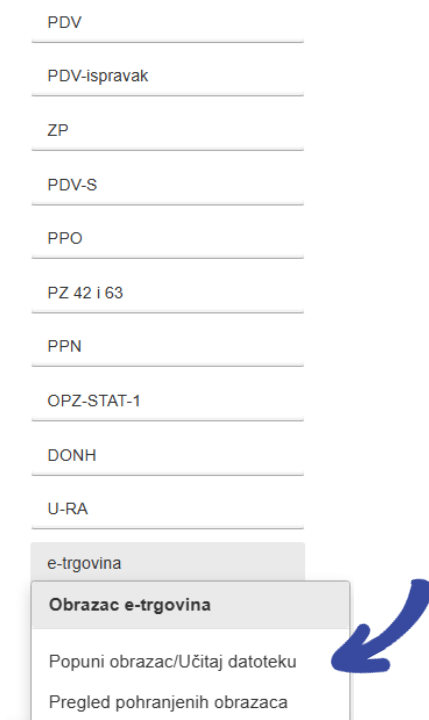 PDV
PDV-ispravak
ZP
PDV-S
PPO
PZ 42 i 63
PPN
OPZ-STAT-1
DONH
U-RA
e-trgovina
Obrazac e-trgovina
Popuni obrazac/Učitaj datoteku
Pregled pohranjenih obrazaca